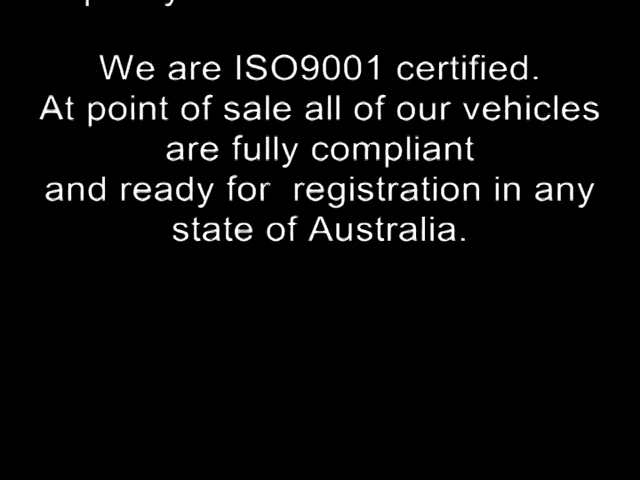 We are ISO9001 certified.
At point of sale all of our vehicles
are fully compliant
and ready for  registration in any
state of Australia.